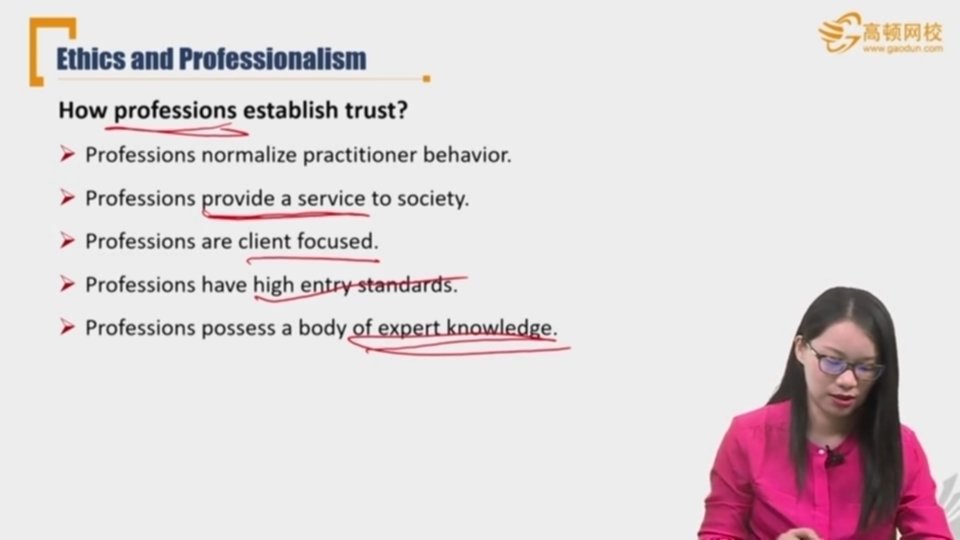 高顿网校
www.gaodun.com
Ethics and Professionalism
How professions establish trust?
Professions normalize practitioner behavior.
Professions provide a service to society.
Professions are client focused.
Professions have high entry standards.
Professions possess a body of expert knowledge.